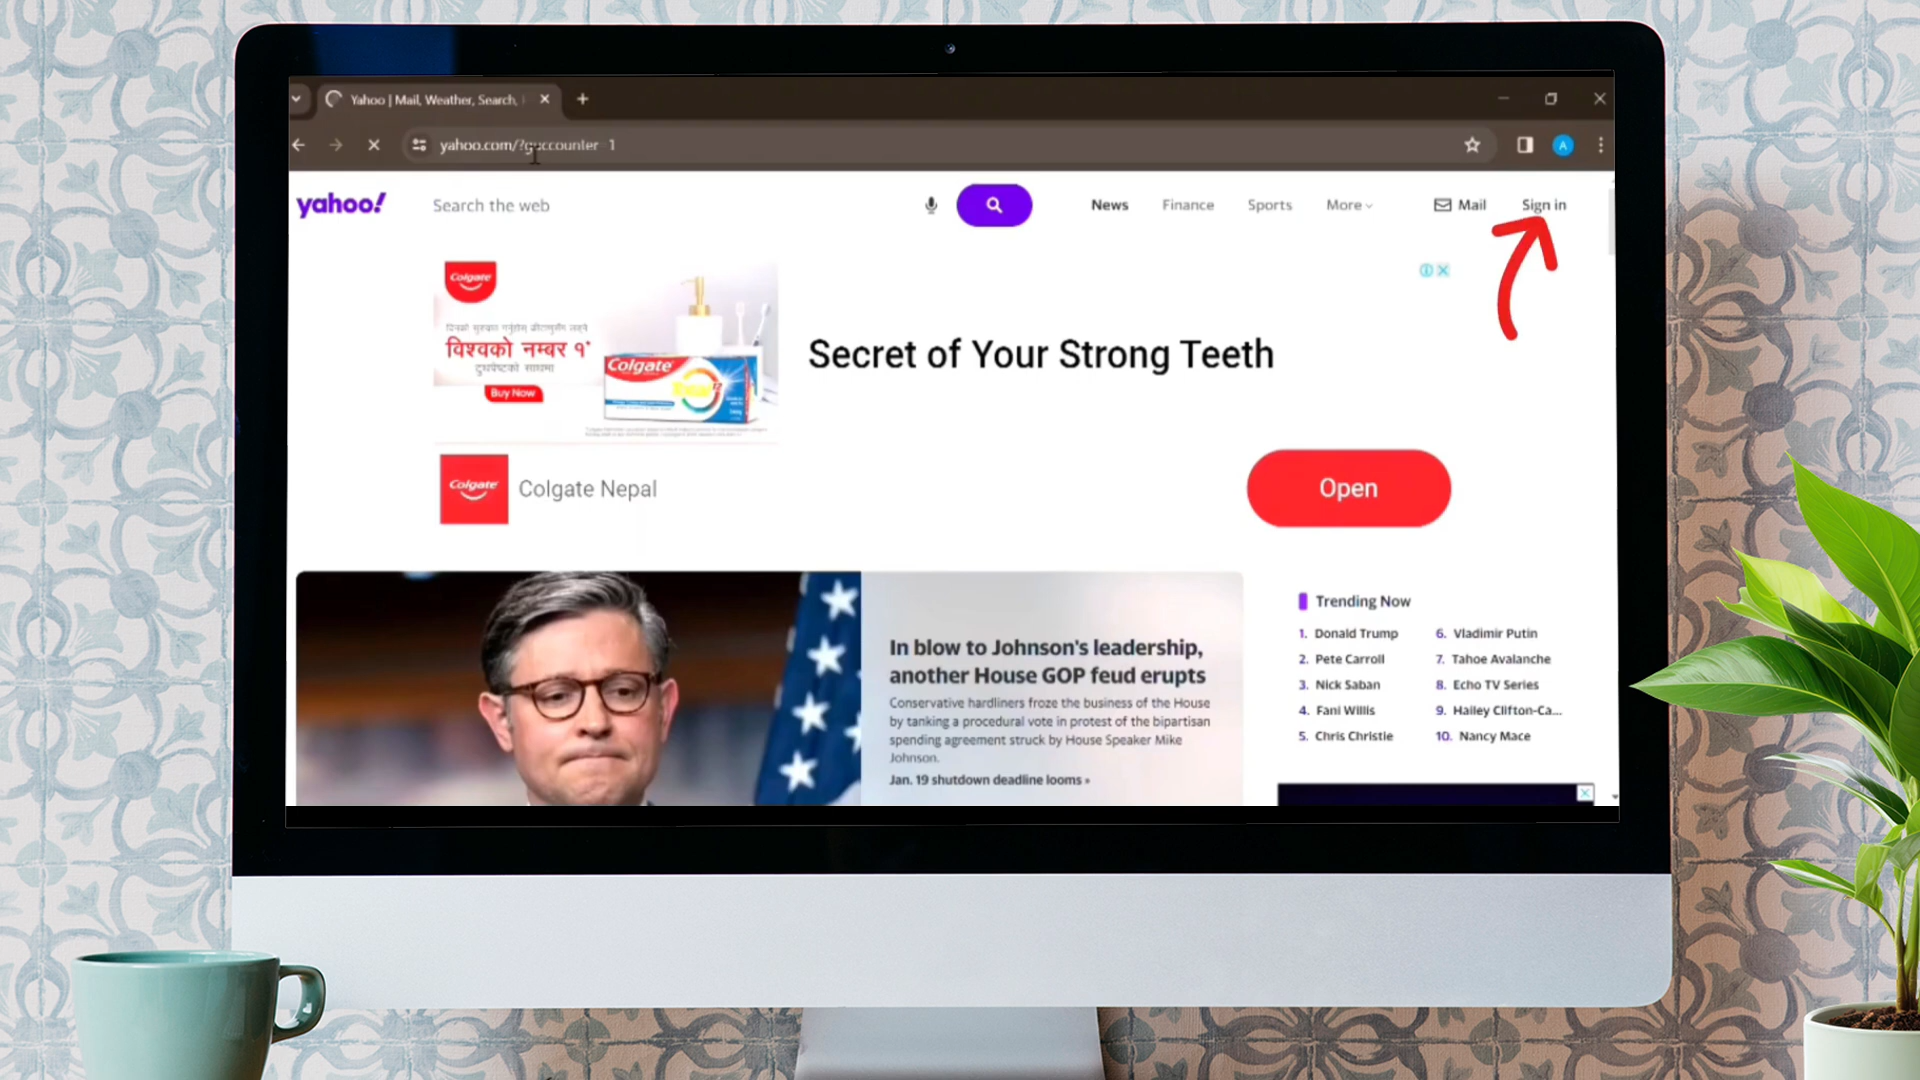 Yahoo | Mail, Weather, Search,
yahoo.com/?guccounter=1
A
yahoo!
Search the web
News
Finance
Sports
More
Mail
Sign in
Colgate
विश्वको नम्बर १*
टुथपेष्टको साथमा
Buy Now
Colgate
Total
Secret of Your Strong Teeth
Colgate
Colgate Nepal
Open
In blow to Johnson's leadership,
another House GOP feud erupts
Conservative hardliners froze the business of the House
by tanking a procedural vote in protest of the bipartisan
spending agreement struck by House Speaker Mike
Johnson.
Jan. 19 shutdown deadline looms »
Trending Now
1. Donald Trump
2. Pete Carroll
3. Nick Saban
4. Fani Willis
5. Chris Christie
6. Vladimir Putin
7. Tahoe Avalanche
8. Echo TV Series
9. Hailey Clifton-Ca...
10. Nancy Mace